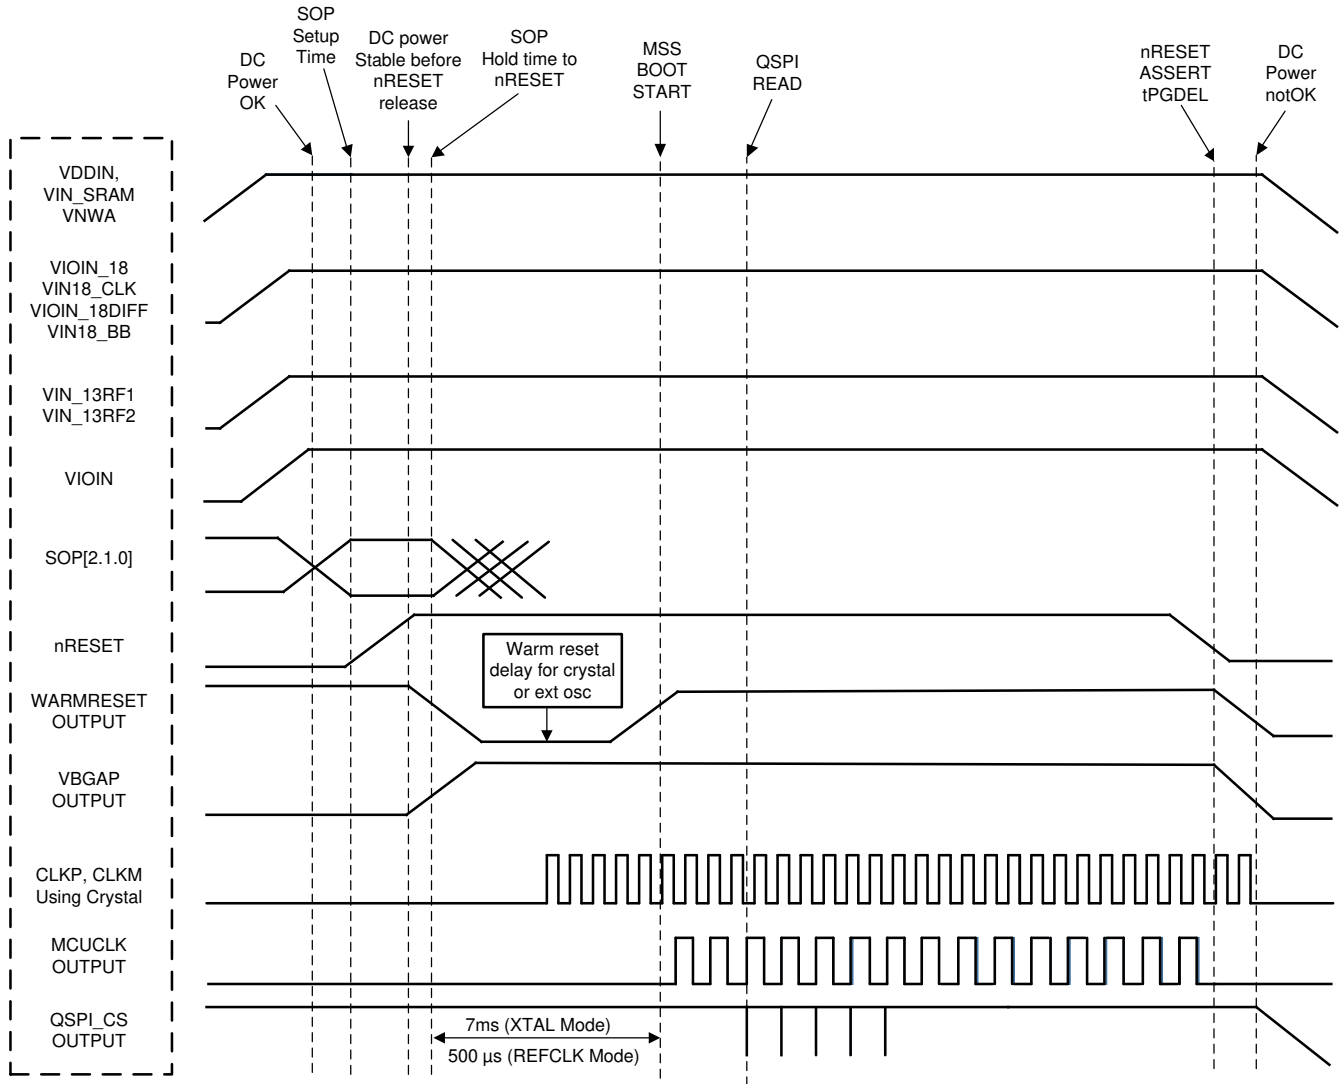 SOP
Setup
Time
DC
Power
OK
DC power
Stable before
nRESET
release
SOP
Hold time to
nRESET
MSS
BOOT
START
QSPI
READ
nRESET
ASSERT
tPGDEL
DC
Power
notOK
VDDIN,
VIN_SRAM
VNWA
VIOIN_18
VIN18_CLK
VIOIN_18DIFF
VIN18_BB
VIN_13RF1
VIN_13RF2
VIOIN
SOP[2.1.0]
nRESET
Warm reset
delay for crystal
or ext osc
WARMRESET
OUTPUT
VBGAP
OUTPUT
CLKP, CLKM
Using Crystal
MCUCLK
OUTPUT
QSPI_CS
OUTPUT
7ms (XTAL Mode)
500 µs (REFCLK Mode)